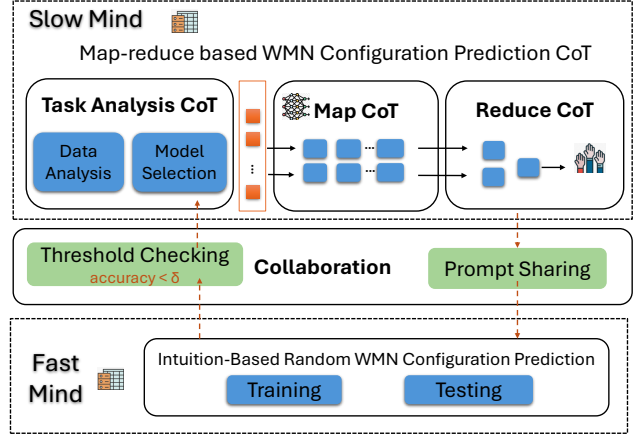 Slow Mind
Map-reduce based WMN Configuration Prediction CoT
Task Analysis CoT
Data
Analysis
Model
Selection
Map CoT
Reduce CoT
Threshold Checking
accuracy < δ
Collaboration
Prompt Sharing
Fast
Mind
Intuition-Based Random WMN Configuration Prediction
Training
Testing